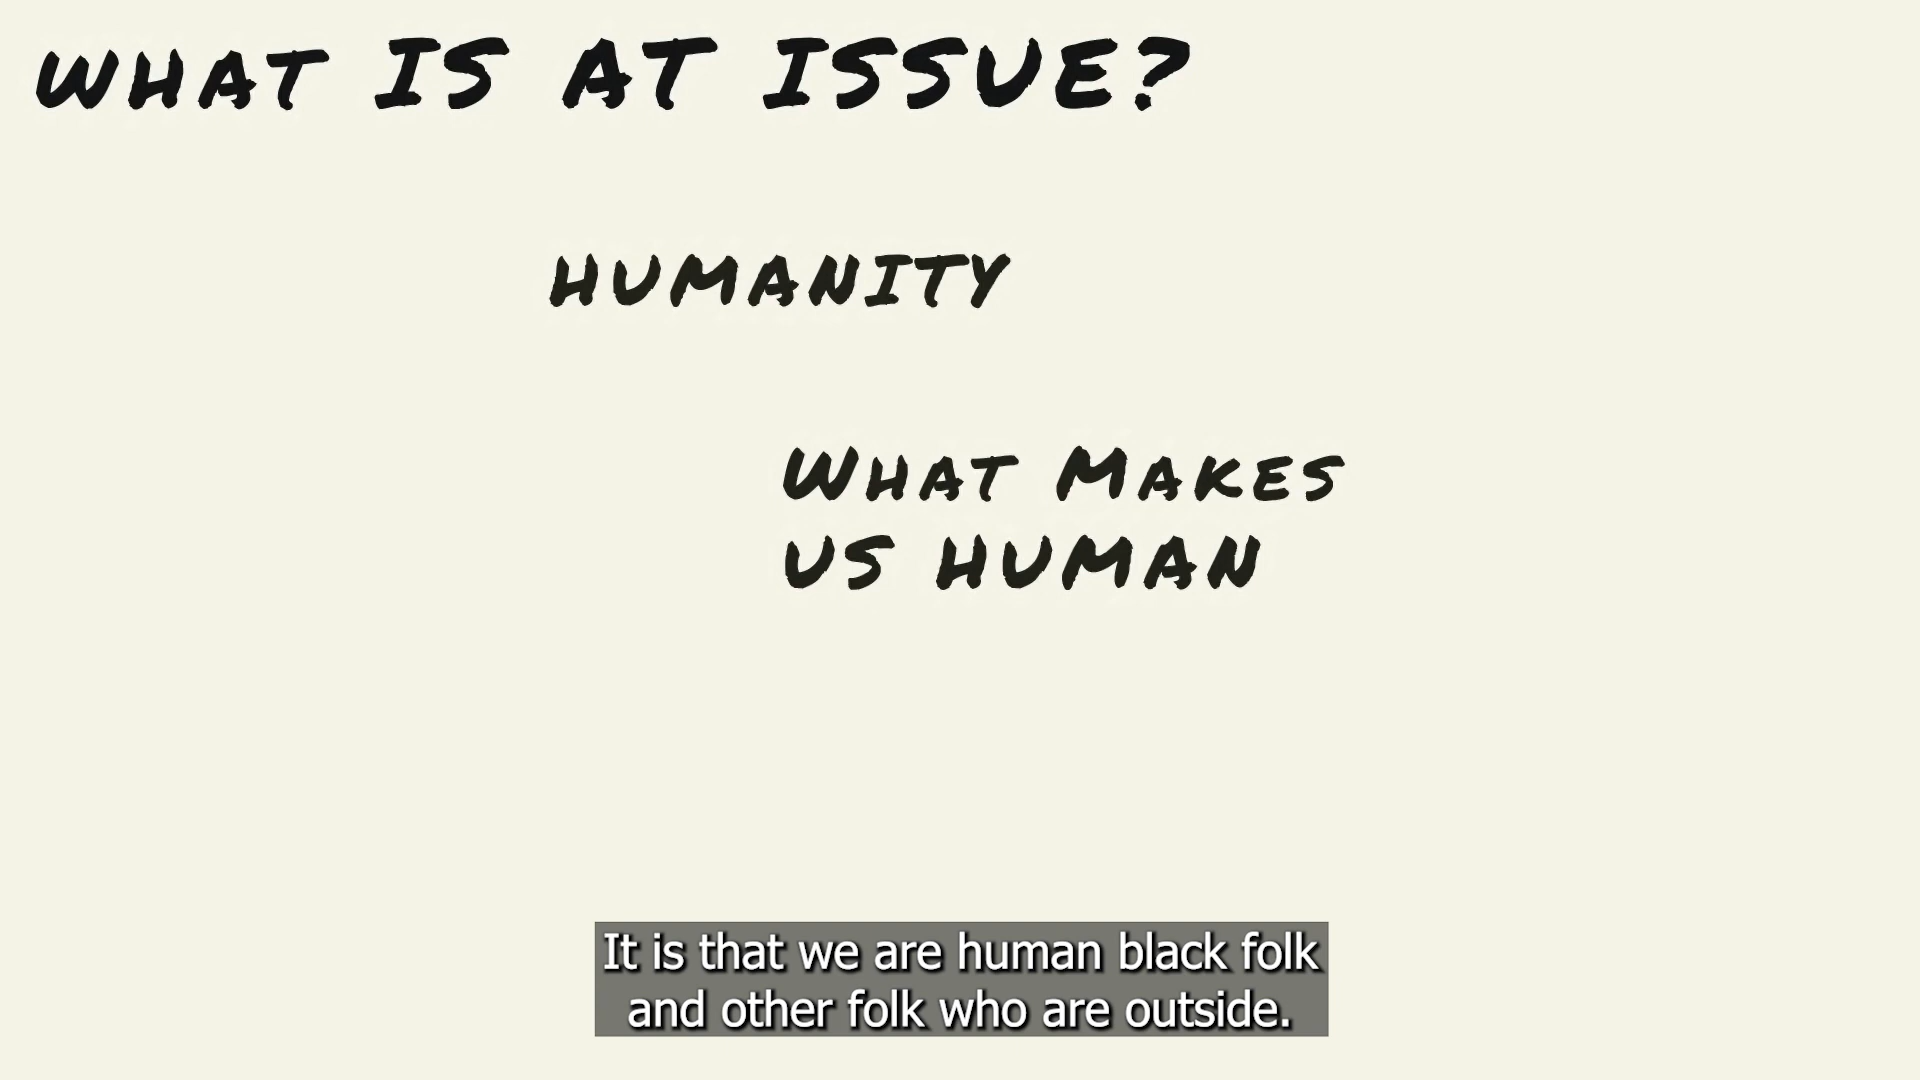 WHAT IS AT ISSUE?
HUMANITY
WHAT MAKES
US HUMAN
It is that we are human black folk
and other folk who are outside.